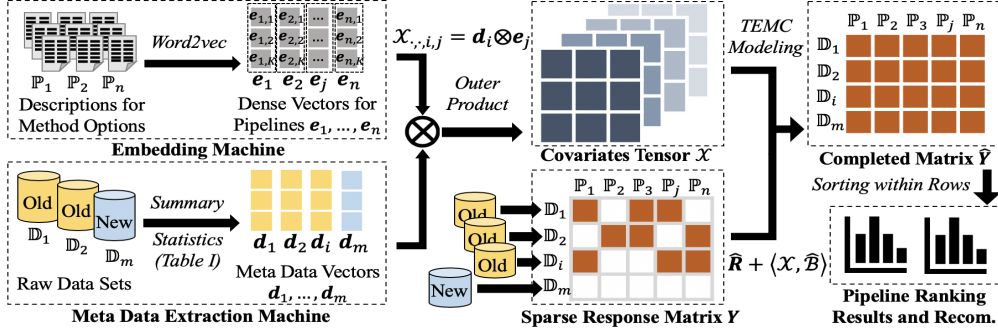 ℙ₁ ℙ₂ ℙₙ
Descriptions for
Method Options
Word2vec
e₁,₁ e₂,₁ ... eₙ,₁
e₁,₂ e₂,₂ ... eₙ,₂
e₁,K e₂,K ... eₙ,K
e₁ e₂ eⱼ eₙ
Dense Vectors for
Pipelines e₁, ..., eₙ
Embedding Machine
Old Old New
𝔻₁ 𝔻₂ 𝔻ₘ
Raw Data Sets
Summary
Statistics
(Table I)
d₁ d₂ dᵢ dₘ
Meta Data Vectors
d₁, ..., dₘ
Meta Data Extraction Machine
𝒳.,.,i,j = dᵢ⊗eⱼ
Outer
Product
⊗
Covariates Tensor 𝒳
ℙ₁ ℙ₂ ℙ₃ ℙⱼ ℙₙ
Old 𝔻₁
Old 𝔻₂
Old 𝔻ᵢ
New 𝔻ₘ
Sparse Response Matrix Y
TEMC
Modeling
R̂ + ⟨𝒳, ℬ̂⟩
ℙ₁ ℙ₂ ℙ₃ ℙⱼ ℙₙ
𝔻₁
𝔻₂
𝔻ᵢ
𝔻ₘ
Completed Matrix Ŷ
Sorting within Rows
Pipeline Ranking
Results and Recom.